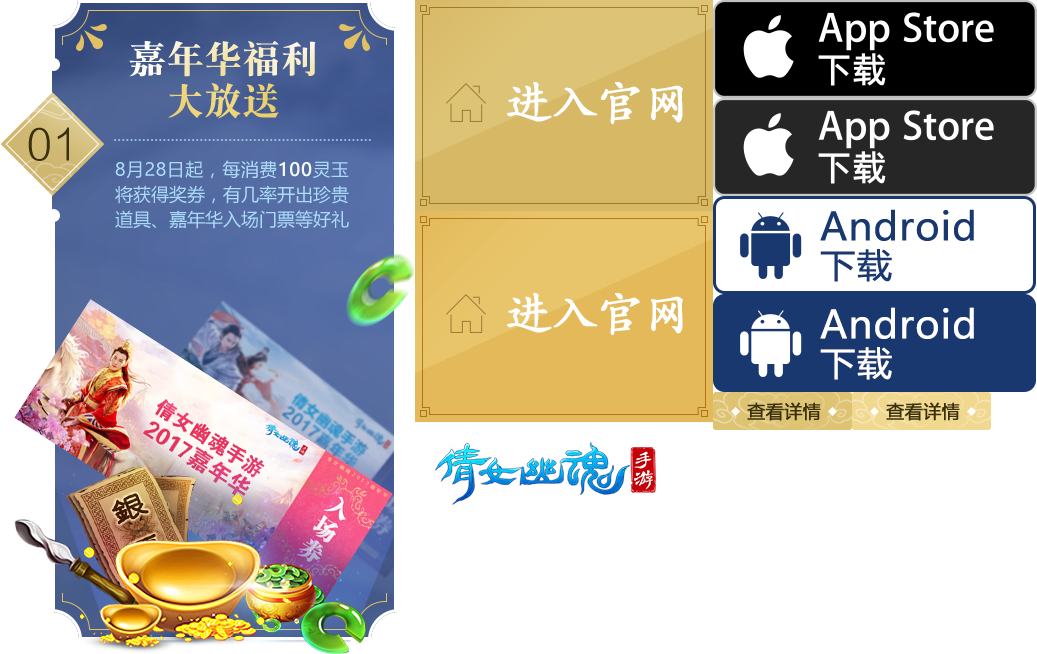 嘉年华福利
大放送
01
8月28日起，每消费100灵玉
将获得奖券，有几率开出珍贵
道具、嘉年华入场门票等好礼
倩女幽魂手游
2017嘉年华
倩女幽魂手游
2017嘉年华
倩女幽魂
入场券
銀
进入官网
进入官网
倩女幽魂
手游
App Store
下载
App Store
下载
Android
下载
Android
下载
查看详情
查看详情